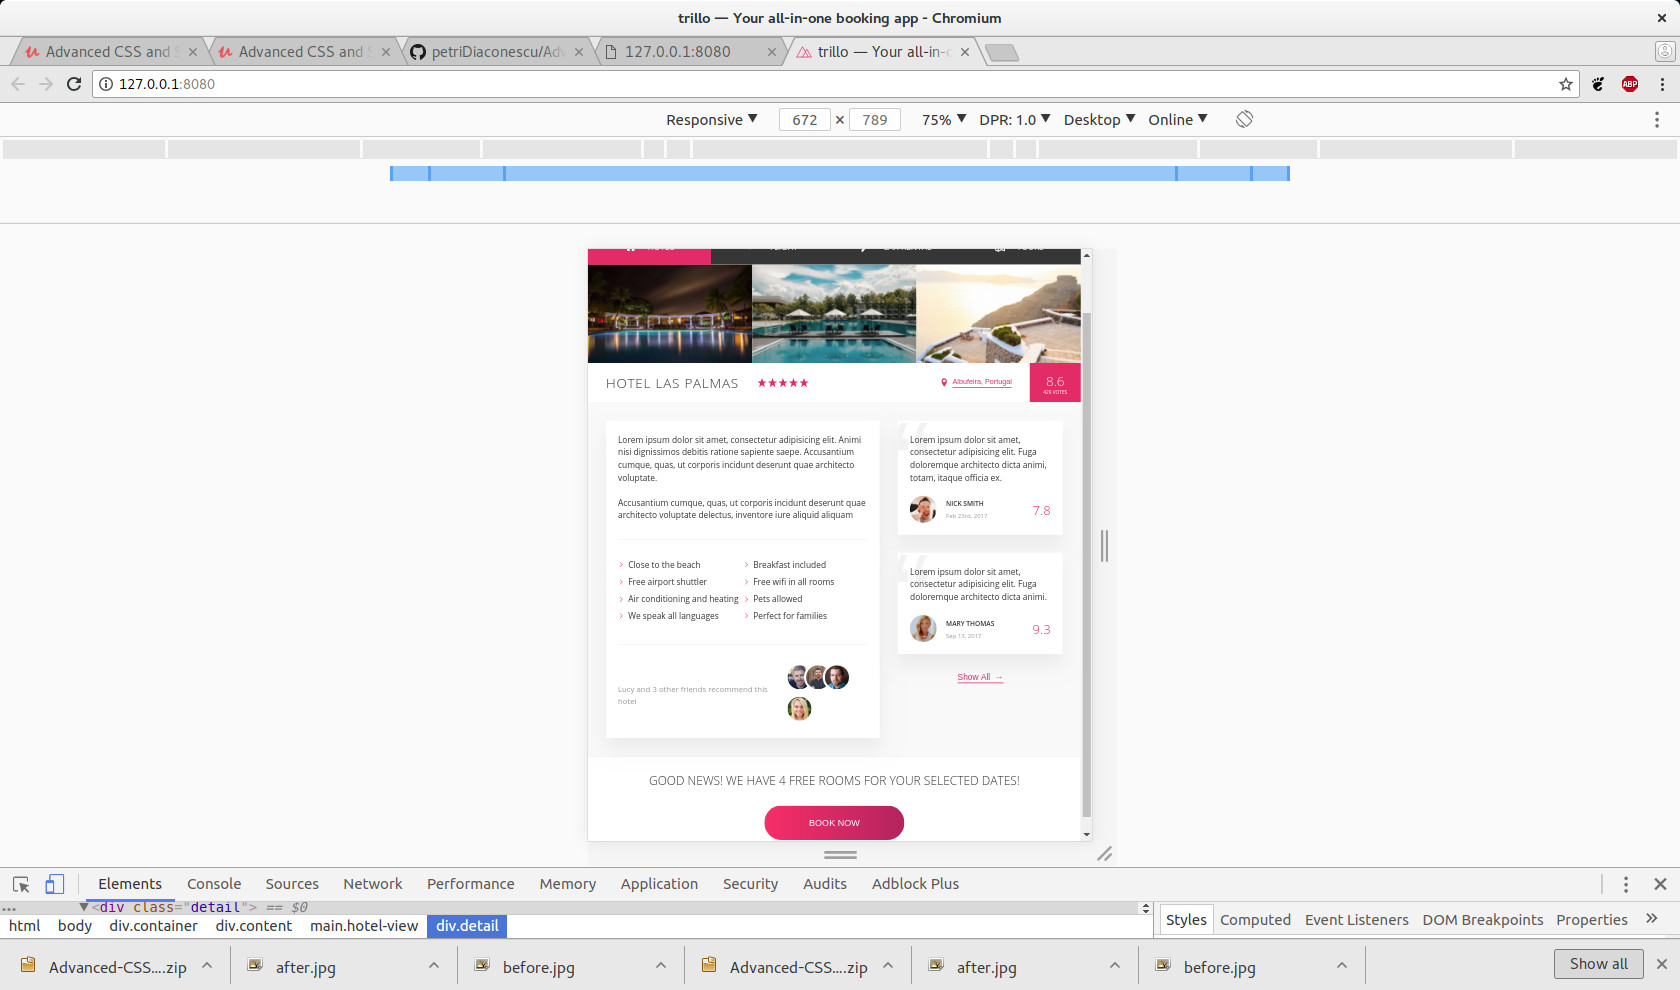 trillo — Your all-in-one booking app - Chromium
Advanced CSS and S
Advanced CSS and S
petriDiaconescu/Adv
127.0.0.1:8080
trillo — Your all-in-o
127.0.0.1:8080
ABP
Responsive ▼ 672 × 789 75% ▼ DPR: 1.0 ▼ Desktop ▼ Online ▼
HOTEL LAS PALMAS ★★★★★ Albufeira, Portugal 8.6
429 VOTES
Lorem ipsum dolor sit amet, consectetur adipisicing elit. Animi
nisi dignissimos debitis ratione sapiente saepe. Accusantium
cumque, quas, ut corporis incidunt deserunt quae architecto
voluptate.
Accusantium cumque, quas, ut corporis incidunt deserunt quae
architecto voluptate delectus, inventore iure aliquid aliquam
Close to the beach
Breakfast included
Free airport shuttler
Free wifi in all rooms
Air conditioning and heating
Pets allowed
We speak all languages
Perfect for families
Lucy and 3 other friends recommend this
hotel
Lorem ipsum dolor sit amet,
consectetur adipisicing elit. Fuga
doloremque architecto dicta animi,
totam, itaque officia ex.
NICK SMITH
Feb 23rd, 2017
7.8
Lorem ipsum dolor sit amet,
consectetur adipisicing elit. Fuga
doloremque architecto dicta animi.
MARY THOMAS
Sep 13, 2017
9.3
Show All →
GOOD NEWS! WE HAVE 4 FREE ROOMS FOR YOUR SELECTED DATES!
BOOK NOW
Elements Console Sources Network Performance Memory Application Security Audits Adblock Plus
... ▼<div class="detail"> == $0
html body div.container div.content main.hotel-view div.detail
Styles Computed Event Listeners DOM Breakpoints Properties »
Advanced-CSS....zip
after.jpg
before.jpg
Advanced-CSS....zip
after.jpg
before.jpg
Show all